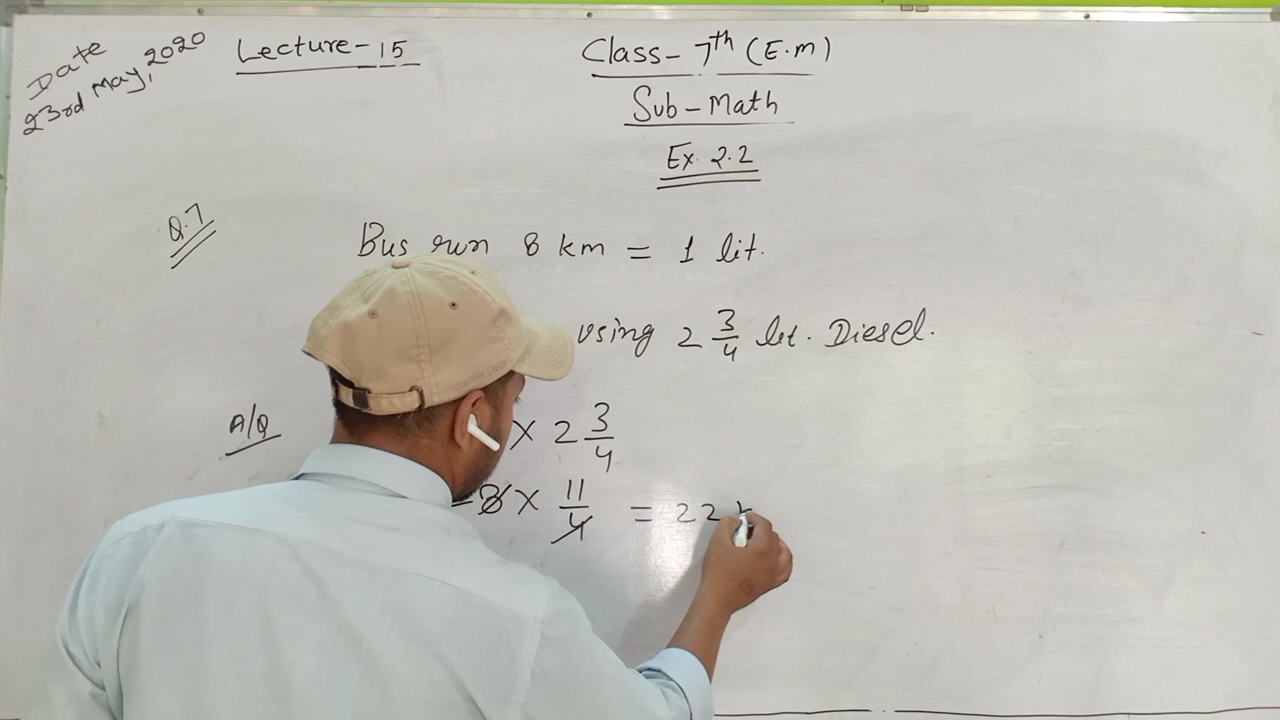 Date
23rd May, 2020
Lecture-15
Class-7th (E.m)
Sub-Math
Ex. 2.2
Q.7
Bus run 8 km = 1 lit.
using 2 3/4 lit. Diesel.
A/Q
× 2 3/4
= 8 × 11/4 = 22